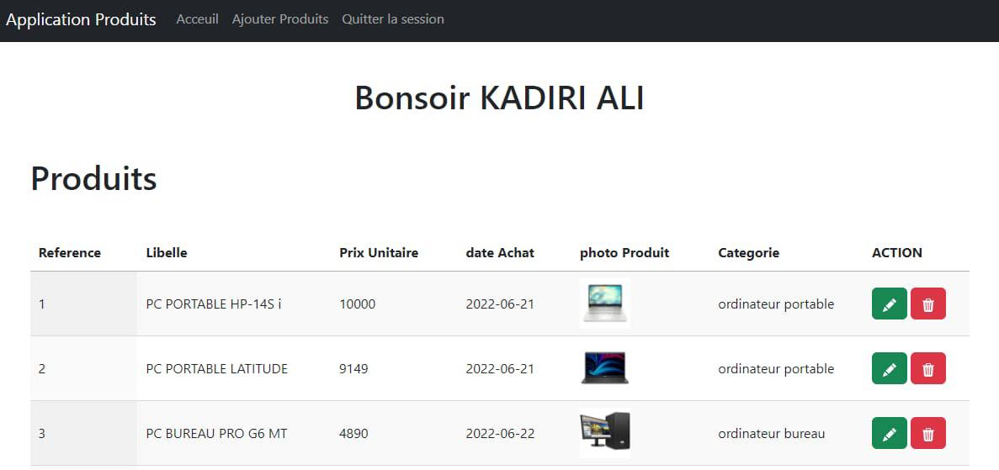 Application Produits Acceuil Ajouter Produits Quitter la session
Bonsoir KADIRI ALI
Produits
Reference Libelle Prix Unitaire date Achat photo Produit Categorie ACTION
1 PC PORTABLE HP-14S i 10000 2022-06-21 ordinateur portable
2 PC PORTABLE LATITUDE 9149 2022-06-21 ordinateur portable
3 PC BUREAU PRO G6 MT 4890 2022-06-22 ordinateur bureau